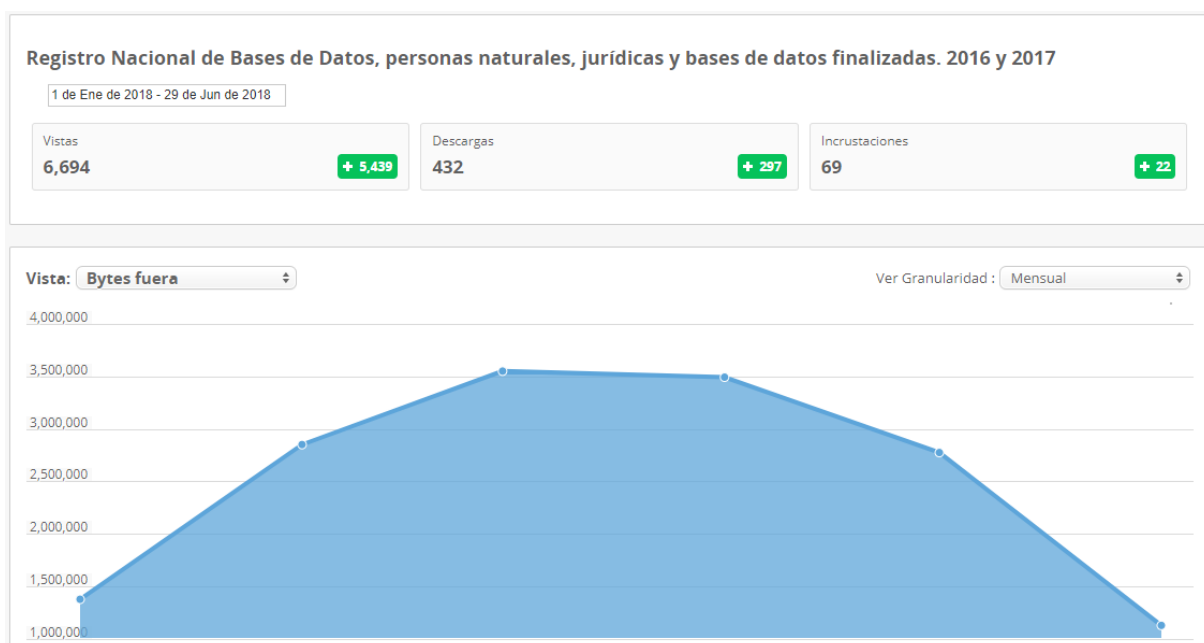 Registro Nacional de Bases de Datos, personas naturales, jurídicas y bases de datos finalizadas. 2016 y 2017
1 de Ene de 2018 - 29 de Jun de 2018
Vistas
6,694
+ 5,439
Descargas
432
+ 297
Incrustaciones
69
+ 22
Vista: Bytes fuera
Ver Granularidad : Mensual
4,000,000
3,500,000
3,000,000
2,500,000
2,000,000
1,500,000
1,000,000